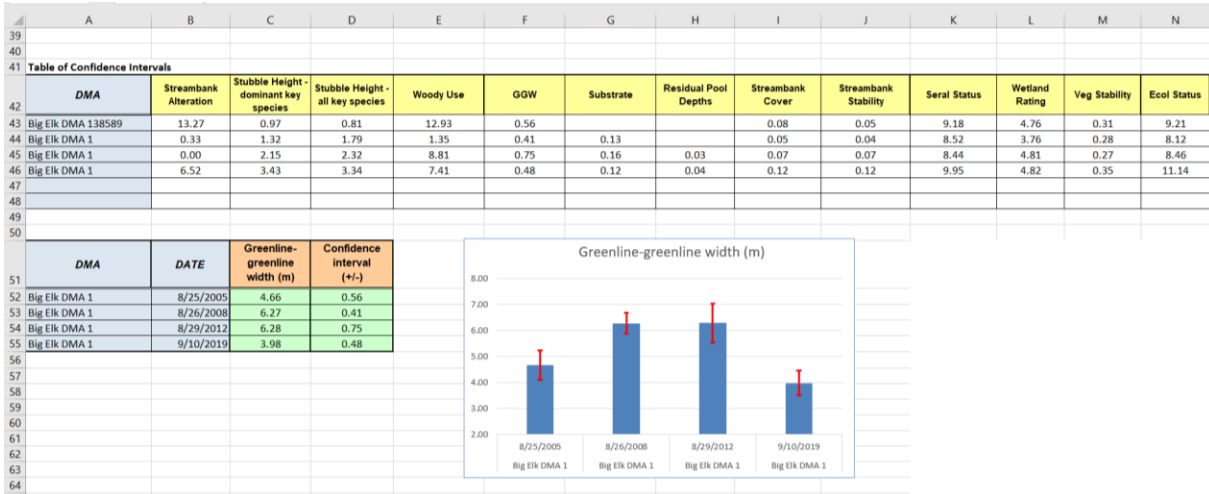 A B C D E F G H I J K L M N
39
40
41 Table of Confidence Intervals
42 DMA Streambank Alteration Stubble Height - dominant key species Stubble Height - all key species Woody Use GGW Substrate Residual Pool Depths Streambank Cover Streambank Stability Seral Status Wetland Rating Veg Stability Ecol Status
43 Big Elk DMA 138589 13.27 0.97 0.81 12.93 0.56 0.08 0.05 9.18 4.76 0.31 9.21
44 Big Elk DMA 1 0.33 1.32 1.79 1.35 0.41 0.13 0.05 0.04 8.52 3.76 0.28 8.12
45 Big Elk DMA 1 0.00 2.15 2.32 8.81 0.75 0.16 0.03 0.07 0.07 8.44 4.81 0.27 8.46
46 Big Elk DMA 1 6.52 3.43 3.34 7.41 0.48 0.12 0.04 0.12 0.12 9.95 4.82 0.35 11.14
47
48
49
50
51 DMA DATE Greenline-greenline width (m) Confidence interval (+/-)
52 Big Elk DMA 1 8/25/2005 4.66 0.56
53 Big Elk DMA 1 8/26/2008 6.27 0.41
54 Big Elk DMA 1 8/29/2012 6.28 0.75
55 Big Elk DMA 1 9/10/2019 3.98 0.48
56
57
58
59
60
61
62
63
64
Greenline-greenline width (m)
8.00
7.00
6.00
5.00
4.00
3.00
2.00
8/25/2005 8/26/2008 8/29/2012 9/10/2019
Big Elk DMA 1 Big Elk DMA 1 Big Elk DMA 1 Big Elk DMA 1